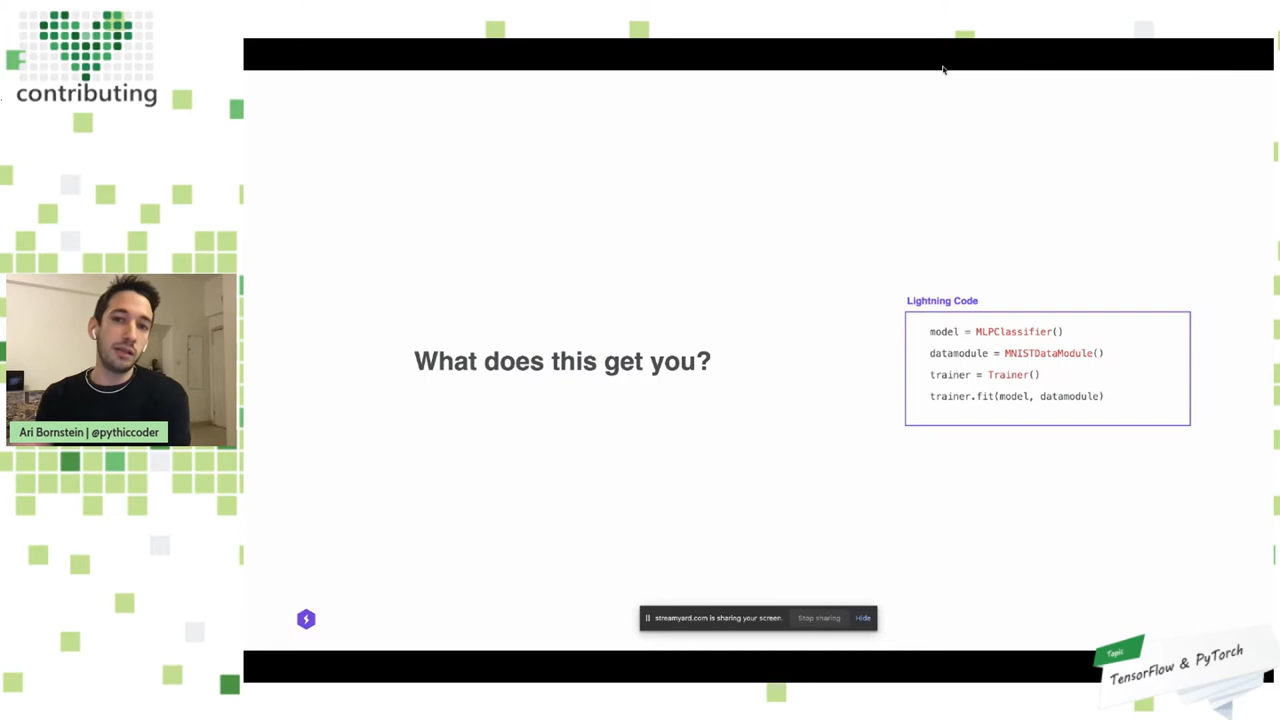 contributing
Lightning Code
model = MLPClassifier()
datamodule = MNISTDataModule()
trainer = Trainer()
trainer.fit(model, datamodule)
What does this get you?
Ari Bornstein | @pythiccoder
streamyard.com is sharing your screen.
Stop sharing
Hide
Topic
TensorFlow & PyTorch